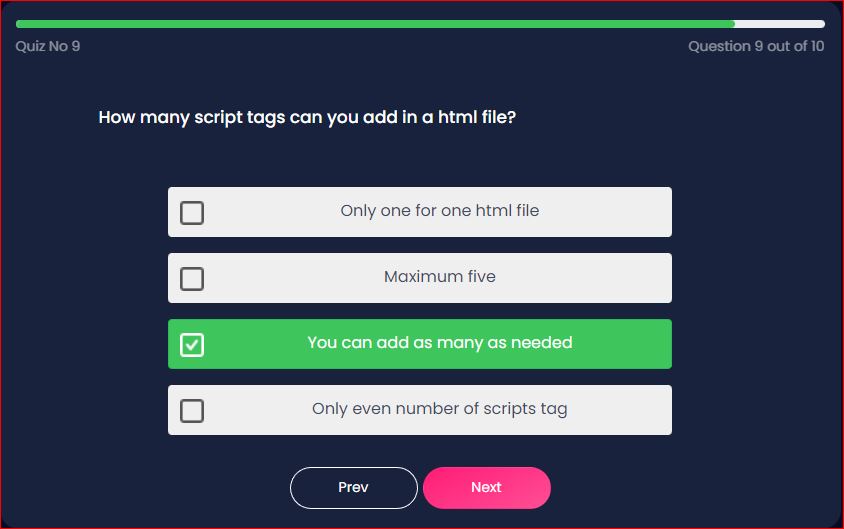 Quiz No 9
Question 9 out of 10
How many script tags can you add in a html file?
Only one for one html file
Maximum five
You can add as many as needed
Only even number of scripts tag
Prev
Next